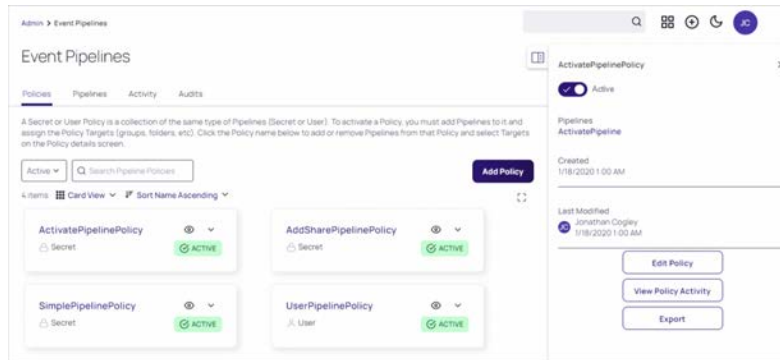 Admin > Event Pipelines
JC
Event Pipelines
Policies Pipelines Activity Audits
A Secret or User Policy is a collection of the same type of Pipelines (Secret or User). To activate a Policy, you must add Pipelines to it and
assign the Policy Targets (groups, folders, etc). Click the Policy name below to add or remove Pipelines from that Policy and select Targets
on the Policy details screen.
Active Search Pipeline Policies Add Policy
4 items Card View Sort Name Ascending
ActivatePipelinePolicy
Secret ACTIVE
AddSharePipelinePolicy
Secret ACTIVE
SimplePipelinePolicy
Secret ACTIVE
UserPipelinePolicy
User ACTIVE
ActivatePipelinePolicy
Active
Pipelines
ActivatePipeline
Created
1/18/2020 1:00 AM
Last Modified
JC Jonathan Cogley
1/18/2020 1:00 AM
Edit Policy
View Policy Activity
Export